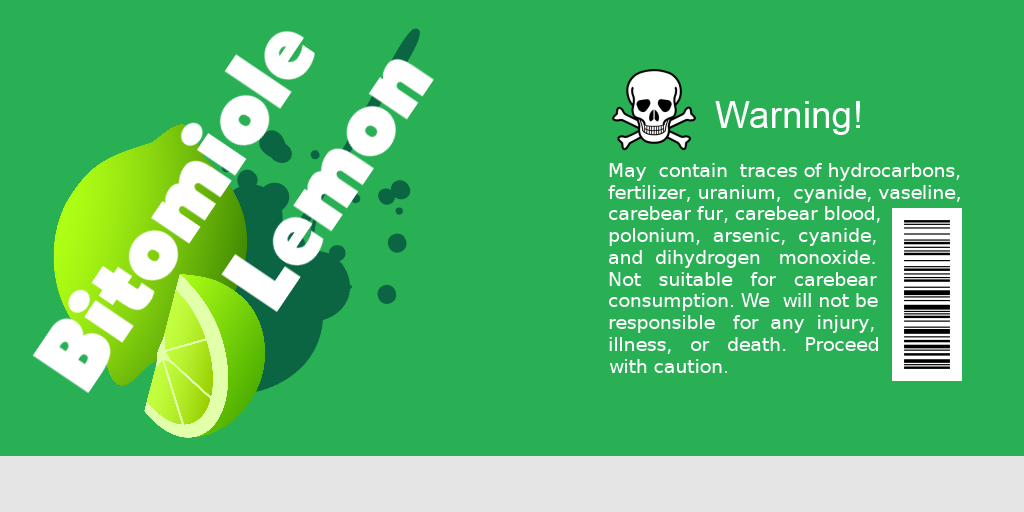 Bitomiole
Lemon
Warning!
May contain traces of hydrocarbons,
fertilizer, uranium, cyanide, vaseline,
carebear fur, carebear blood,
polonium, arsenic, cyanide,
and dihydrogen monoxide.
Not suitable for carebear
consumption. We will not be
responsible for any injury,
illness, or death. Proceed
with caution.